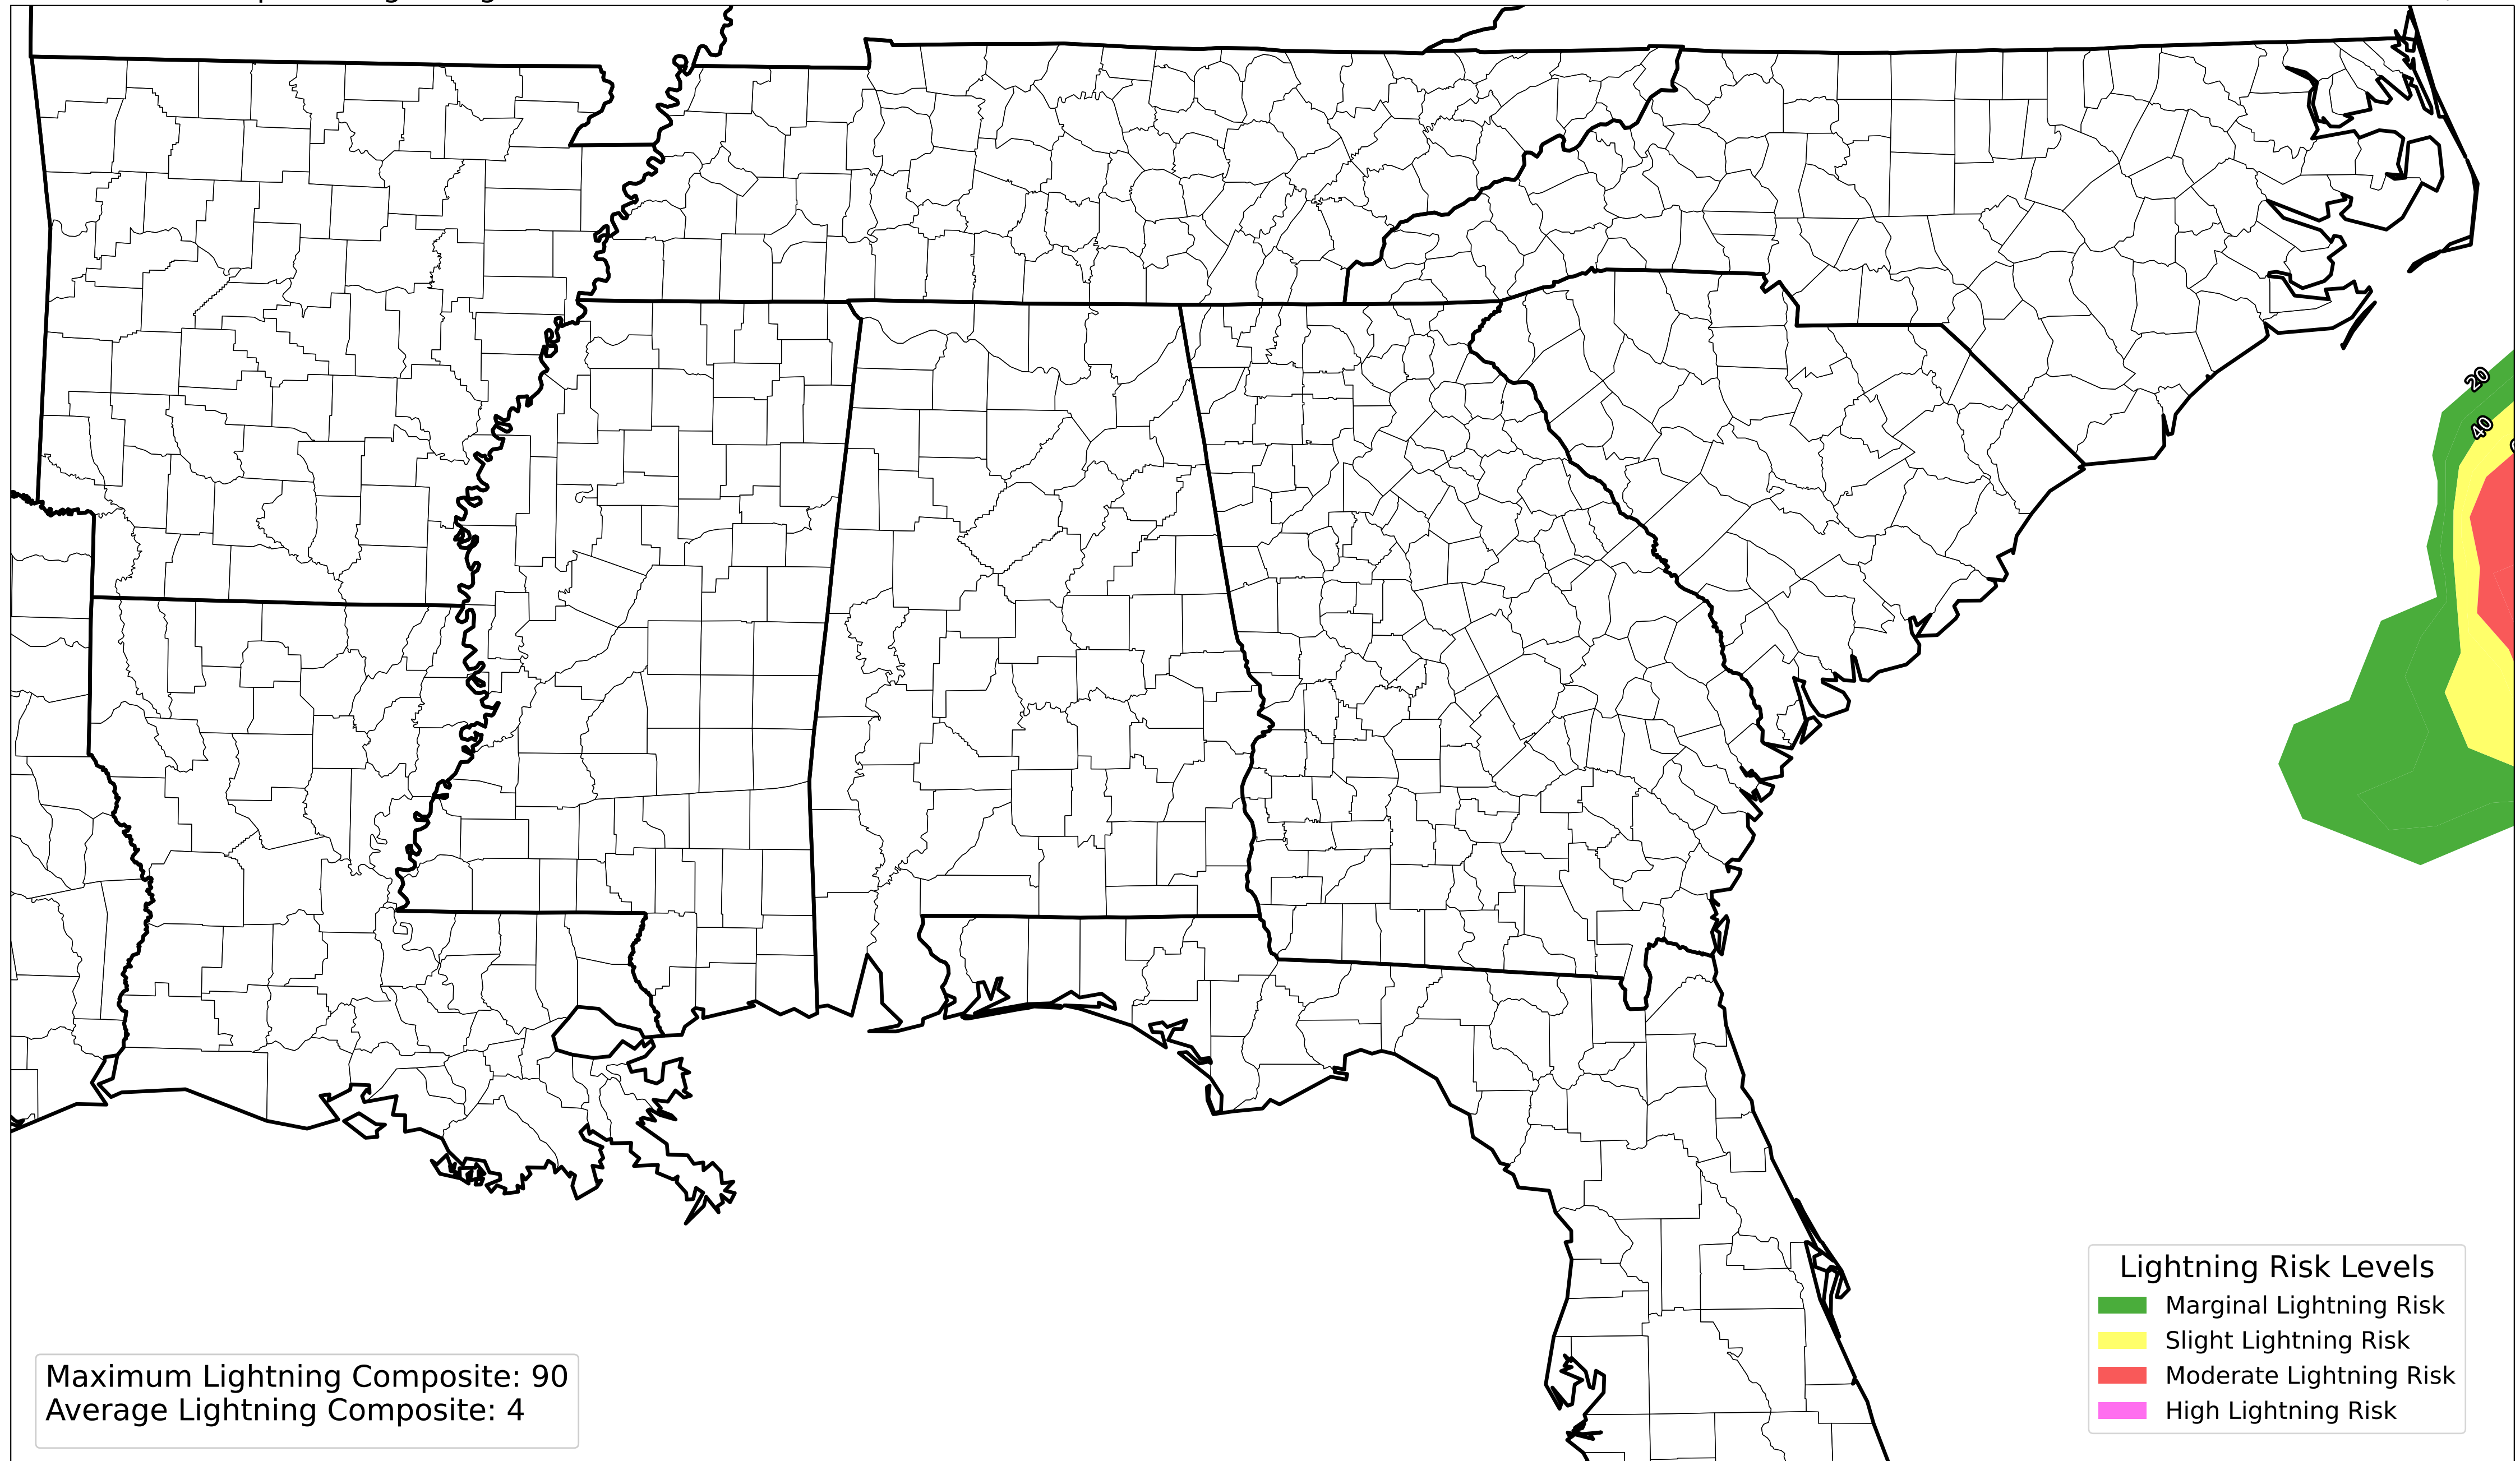 20
40
Lightning Risk Levels
Marginal Lightning Risk
Slight Lightning Risk
Moderate Lightning Risk
High Lightning Risk
Maximum Lightning Composite: 90
Average Lightning Composite: 4